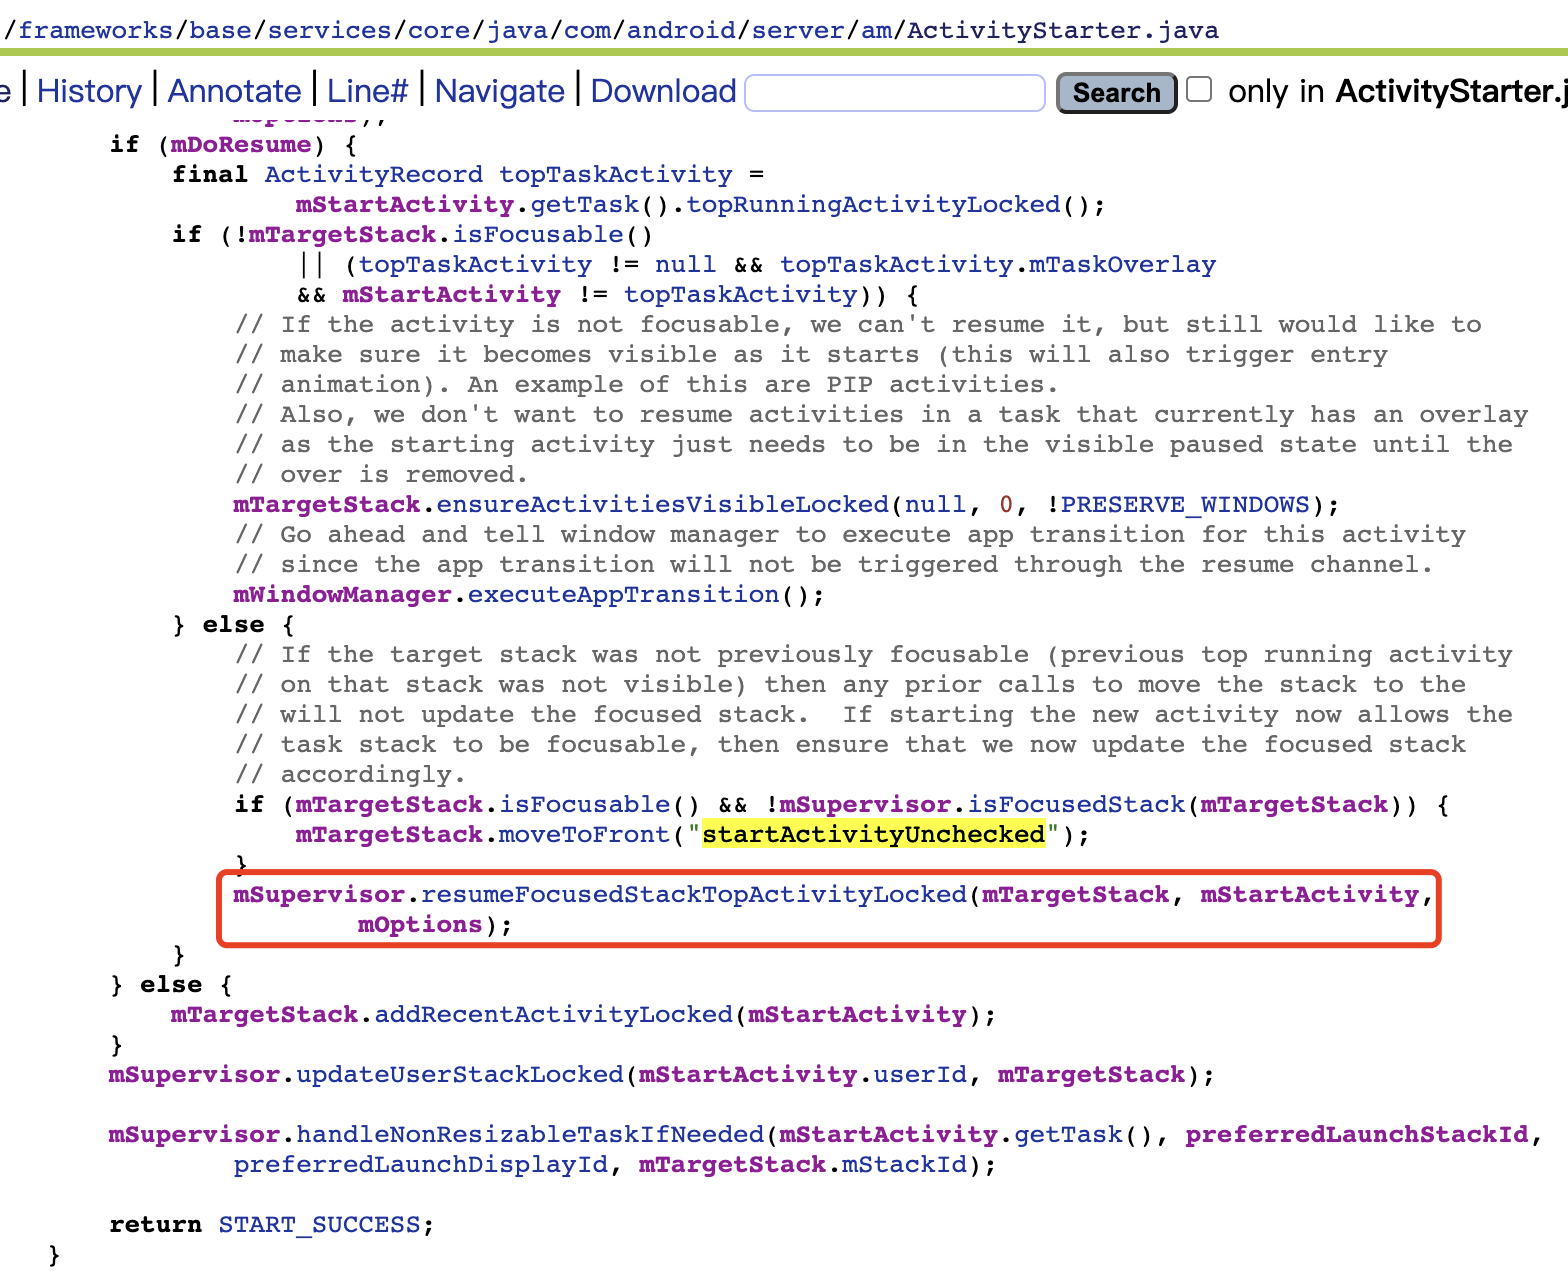 /frameworks/base/services/core/java/com/android/server/am/ActivityStarter.java
e | History | Annotate | Line# | Navigate | Download Search only in ActivityStarter.j
mOptions);
if (mDoResume) {
final ActivityRecord topTaskActivity =
mStartActivity.getTask().topRunningActivityLocked();
if (!mTargetStack.isFocusable()
|| (topTaskActivity != null && topTaskActivity.mTaskOverlay
&& mStartActivity != topTaskActivity)) {
// If the activity is not focusable, we can't resume it, but still would like to
// make sure it becomes visible as it starts (this will also trigger entry
// animation). An example of this are PIP activities.
// Also, we don't want to resume activities in a task that currently has an overlay
// as the starting activity just needs to be in the visible paused state until the
// over is removed.
mTargetStack.ensureActivitiesVisibleLocked(null, 0, !PRESERVE_WINDOWS);
// Go ahead and tell window manager to execute app transition for this activity
// since the app transition will not be triggered through the resume channel.
mWindowManager.executeAppTransition();
} else {
// If the target stack was not previously focusable (previous top running activity
// on that stack was not visible) then any prior calls to move the stack to the
// will not update the focused stack.  If starting the new activity now allows the
// task stack to be focusable, then ensure that we now update the focused stack
// accordingly.
if (mTargetStack.isFocusable() && !mSupervisor.isFocusedStack(mTargetStack)) {
mTargetStack.moveToFront("startActivityUnchecked");
}
mSupervisor.resumeFocusedStackTopActivityLocked(mTargetStack, mStartActivity,
mOptions);
}
} else {
mTargetStack.addRecentActivityLocked(mStartActivity);
}
mSupervisor.updateUserStackLocked(mStartActivity.userId, mTargetStack);
mSupervisor.handleNonResizableTaskIfNeeded(mStartActivity.getTask(), preferredLaunchStackId,
preferredLaunchDisplayId, mTargetStack.mStackId);
return START_SUCCESS;
}